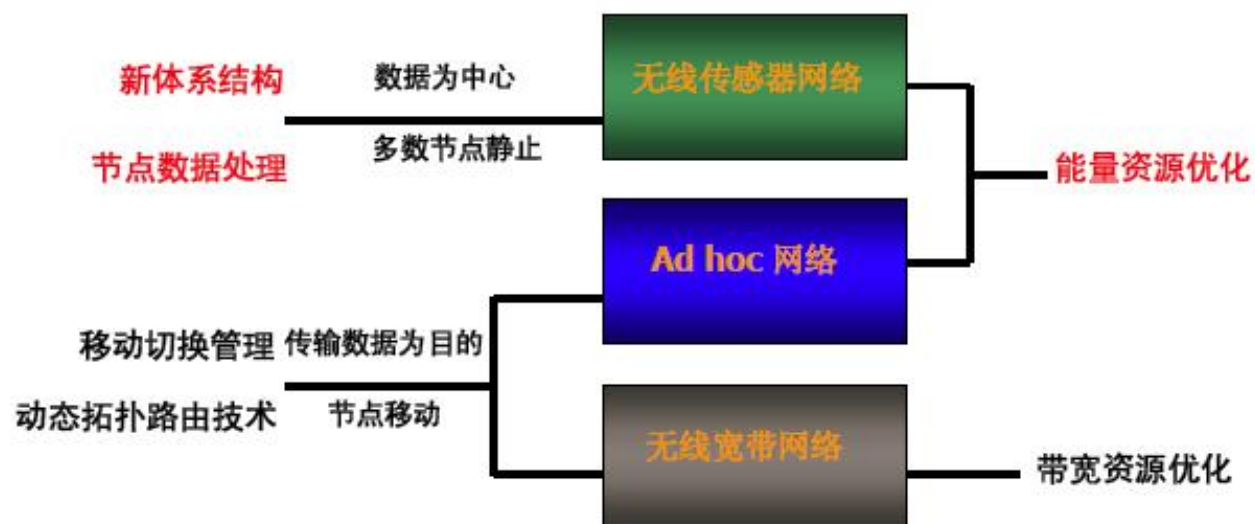 新体系结构
数据为中心
无线传感器网络
节点数据处理
多数节点静止
能量资源优化
Ad hoc 网络
移动切换管理
传输数据为目的
动态拓扑路由技术
节点移动
无线宽带网络
带宽资源优化